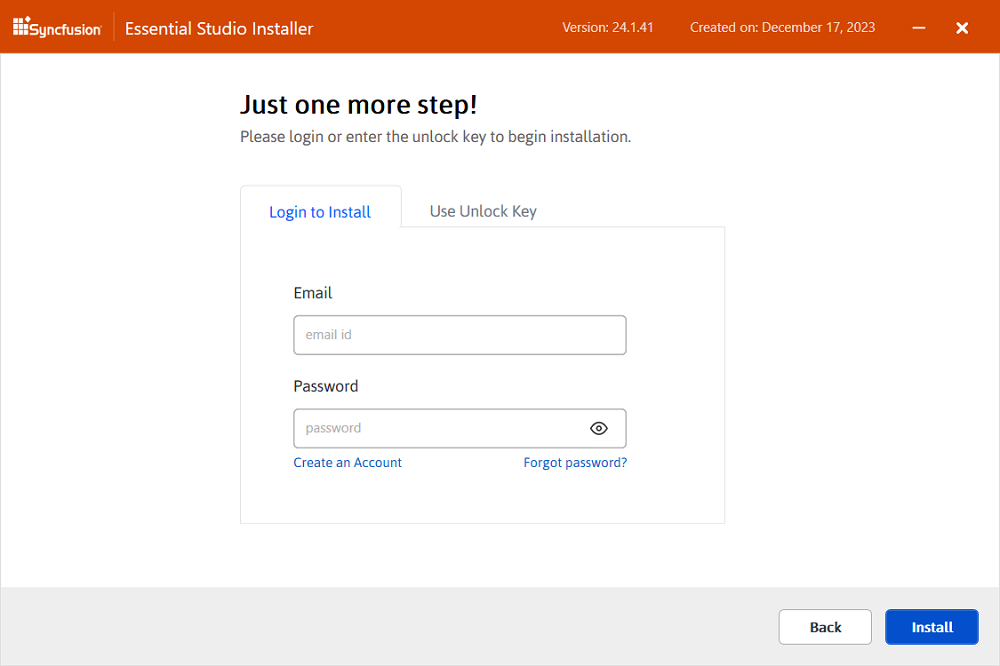 Syncfusion Essential Studio Installer Version: 24.1.41 Created on: December 17, 2023
Just one more step!
Please login or enter the unlock key to begin installation.
Login to Install Use Unlock Key
Email
email id
Password
password
Create an Account Forgot password?
Back Install